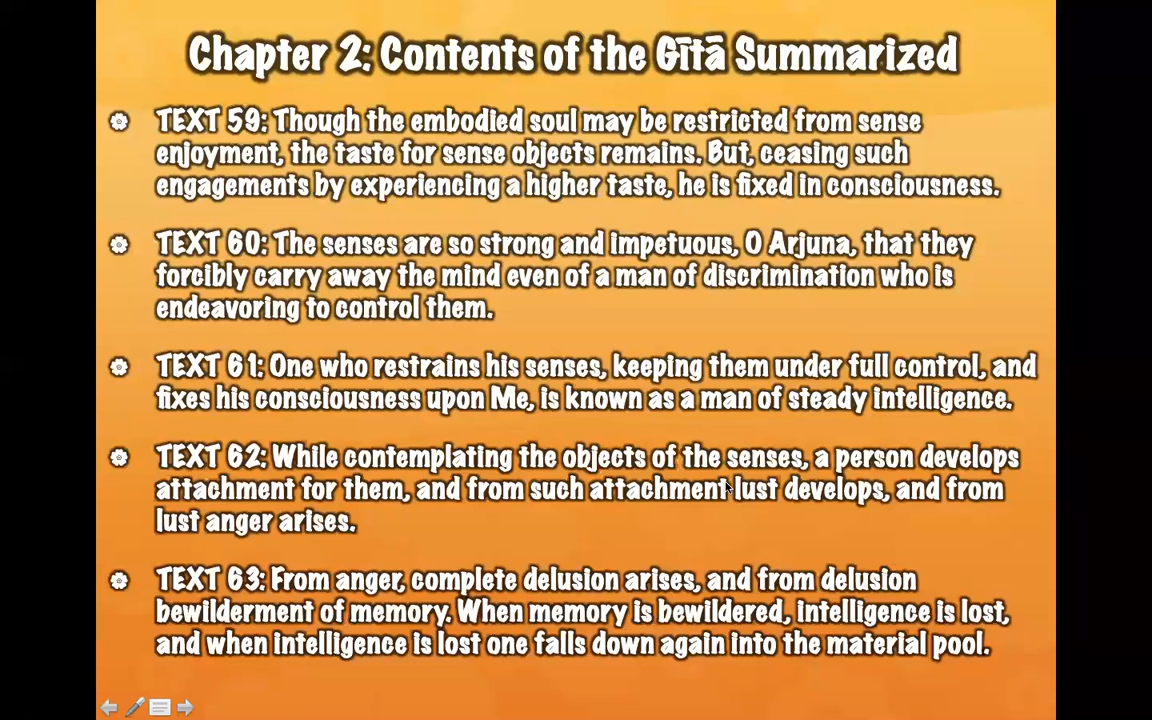 Chapter 2: Contents of the Gītā Summarized
TEXT 59: Though the embodied soul may be restricted from sense
enjoyment, the taste for sense objects remains. But, ceasing such
engagements by experiencing a higher taste, he is fixed in consciousness.
TEXT 60: The senses are so strong and impetuous, O Arjuna, that they
forcibly carry away the mind even of a man of discrimination who is
endeavoring to control them.
TEXT 61: One who restrains his senses, keeping them under full control, and
fixes his consciousness upon Me, is known as a man of steady intelligence.
TEXT 62: While contemplating the objects of the senses, a person develops
attachment for them, and from such attachment lust develops, and from
lust anger arises.
TEXT 63: From anger, complete delusion arises, and from delusion
bewilderment of memory. When memory is bewildered, intelligence is lost,
and when intelligence is lost one falls down again into the material pool.